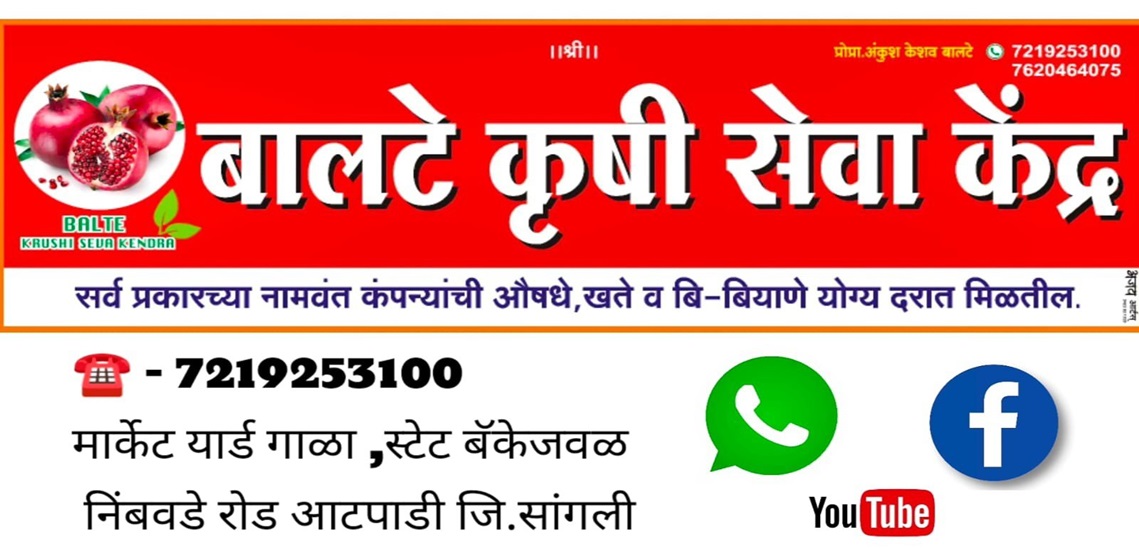 ।।श्री।।
प्रोप्रा.अंकुश केशव बालटे 7219253100
7620464075
बालटे कृषी सेवा केंद्र
BALTE
KRUSHI SEVA KENDRA
सर्व प्रकारच्या नामवंत कंपन्यांची औषधे,खते व बि-बियाणे योग्य दरात मिळतील.
- 7219253100
मार्केट यार्ड गाळा ,स्टेट बॅकेजवळ
निंबवडे रोड आटपाडी जि.सांगली
YouTube